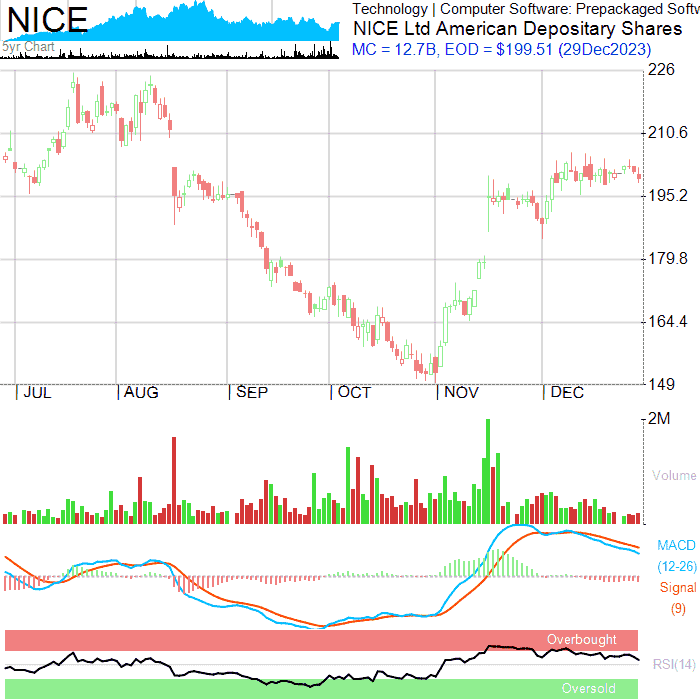 NICE
Technology | Computer Software: Prepackaged Softw
NICE Ltd American Depositary Shares
MC = 12.7B, EOD = $199.51 (29Dec2023)
5yr Chart
226
210.6
195.2
179.8
164.4
149
JUL
AUG
SEP
OCT
NOV
DEC
2M
Volume
MACD
(12-26)
Signal
(9)
Overbought
RSI(14)
Oversold